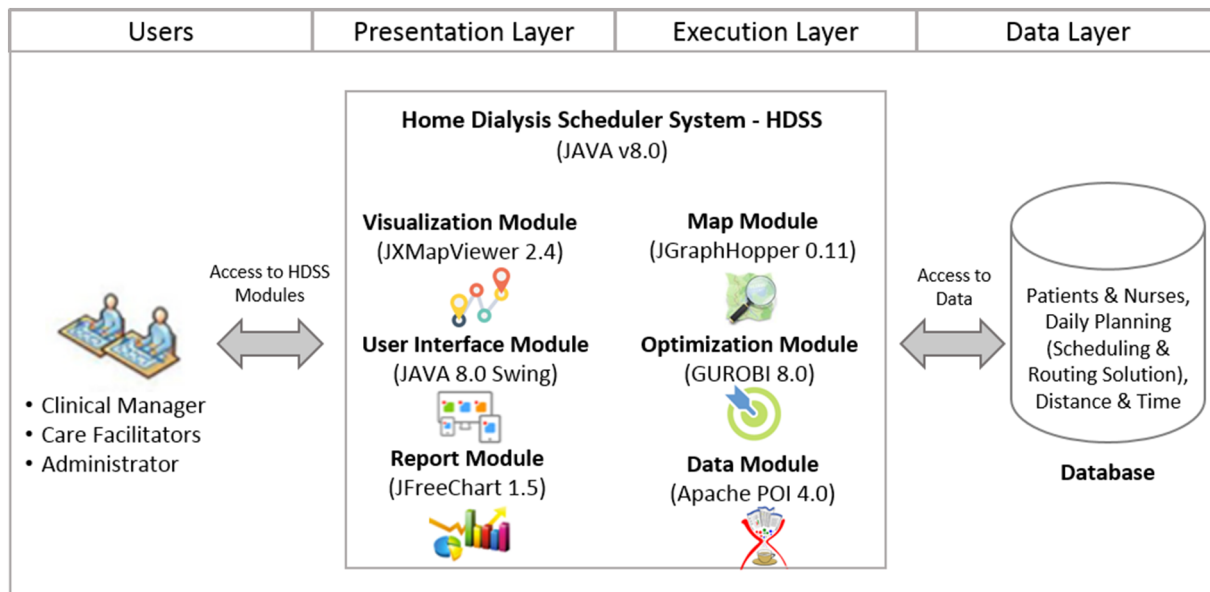 Users
Presentation Layer
Execution Layer
Data Layer
Home Dialysis Scheduler System - HDSS
(JAVA v8.0)
Visualization Module
(JXMapViewer 2.4)
Map Module
(JGraphHopper 0.11)
Access to HDSS
Modules
User Interface Module
(JAVA 8.0 Swing)
Optimization Module
(GUROBI 8.0)
Report Module
(JFreeChart 1.5)
Data Module
(Apache POI 4.0)
• Clinical Manager
• Care Facilitators
• Administrator
Access to
Data
Patients & Nurses,
Daily Planning
(Scheduling &
Routing Solution),
Distance & Time
Database